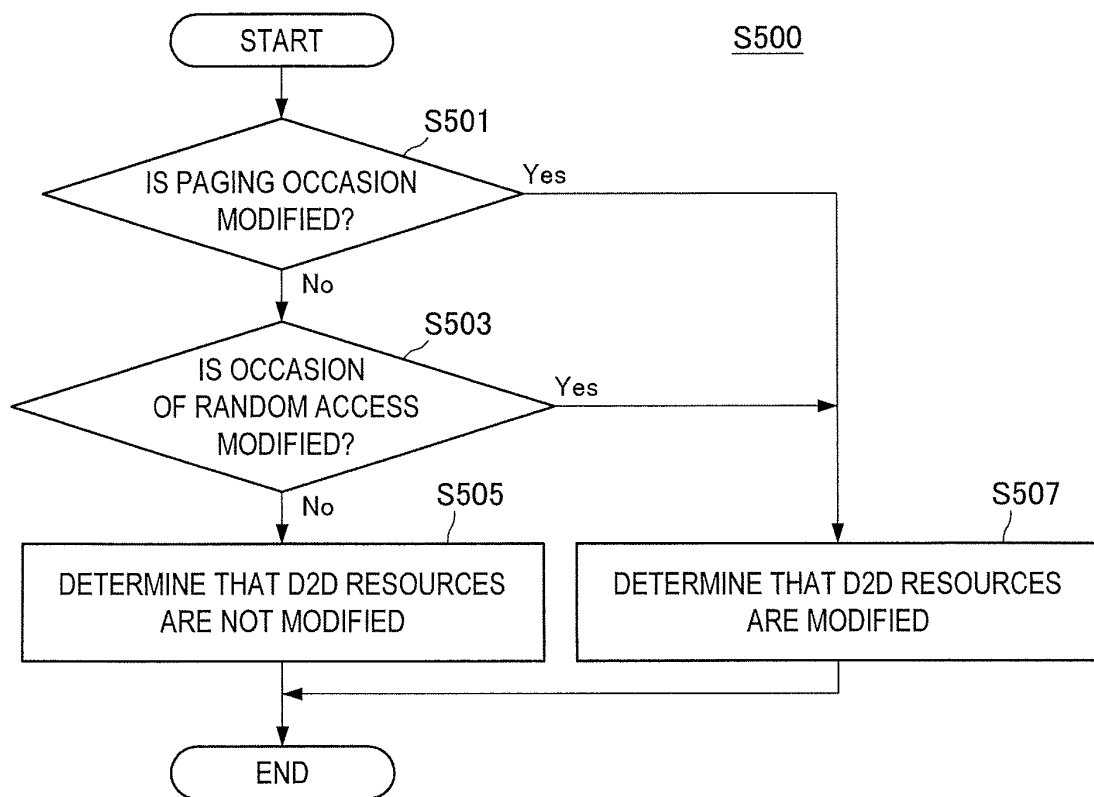 START
S500
S501
IS PAGING OCCASION
MODIFIED?
Yes
No
S503
IS OCCASION
OF RANDOM ACCESS
MODIFIED?
Yes
No
S505
DETERMINE THAT D2D RESOURCES
ARE NOT MODIFIED
S507
DETERMINE THAT D2D RESOURCES
ARE MODIFIED
END